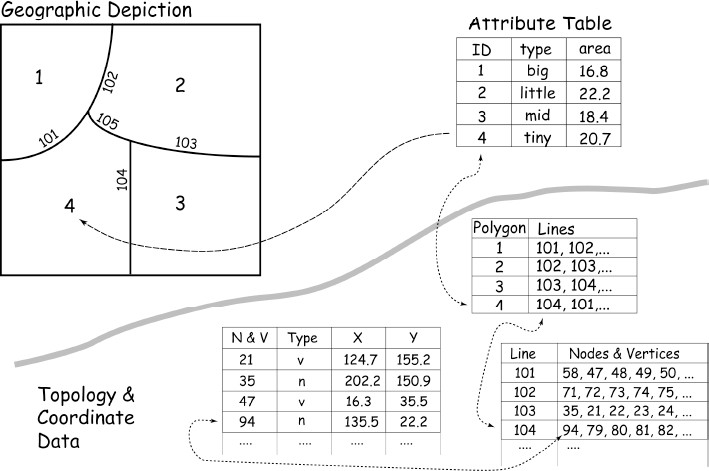 Geographic Depiction
1
102
2
105
101
103
104
4
3
Attribute Table
ID type area
1 big 16.8
2 little 22.2
3 mid 18.4
4 tiny 20.7
Polygon Lines
1 101, 102,...
2 102, 103,...
3 103, 104,...
4 104, 101,...
Topology &
Coordinate
Data
N & V Type X Y
21 v 124.7 155.2
35 n 202.2 150.9
47 v 16.3 35.5
94 n 135.5 22.2
.... .... .... ....
Line Nodes & Vertices
101 58, 47, 48, 49, 50, ...
102 71, 72, 73, 74, 75, ...
103 35, 21, 22, 23, 24, ...
104 94, 79, 80, 81, 82, ...
.... ....